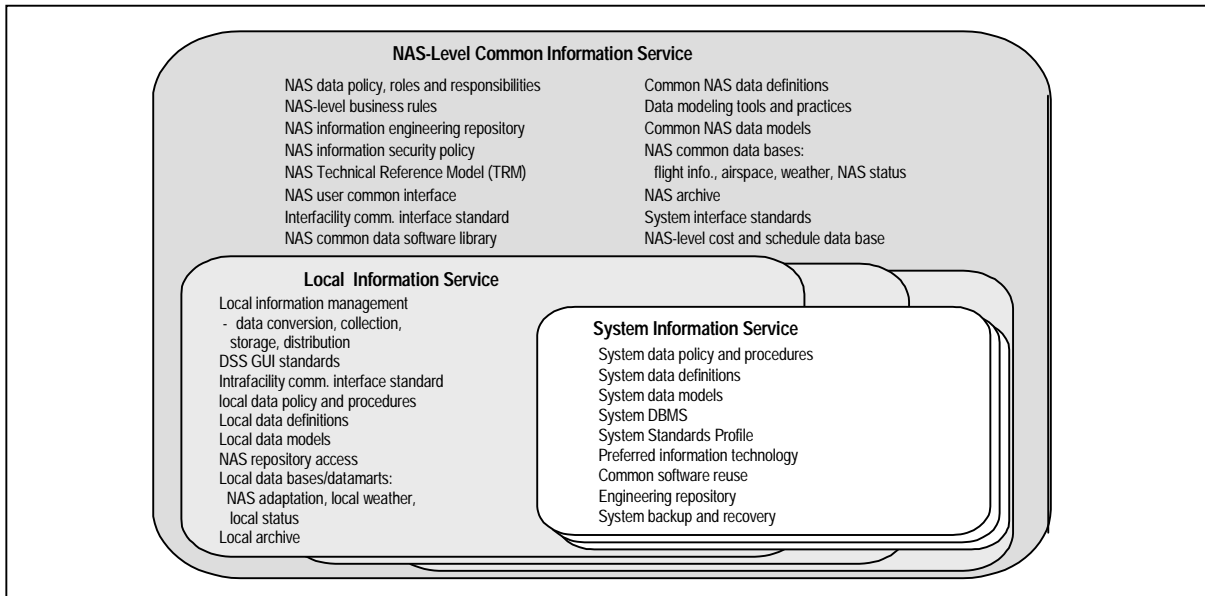 NAS-Level Common Information Service
NAS data policy, roles and responsibilities
NAS-level business rules
NAS information engineering repository
NAS information security policy
NAS Technical Reference Model (TRM)
NAS user common interface
Interfacility comm. interface standard
NAS common data software library
Common NAS data definitions
Data modeling tools and practices
Common NAS data models
NAS common data bases:
flight info., airspace, weather, NAS status
NAS archive
System interface standards
NAS-level cost and schedule data base
Local Information Service
Local information management
- data conversion, collection,
storage, distribution
DSS GUI standards
Intrafacility comm. interface standard
local data policy and procedures
Local data definitions
Local data models
NAS repository access
Local data bases/datamarts:
NAS adaptation, local weather,
local status
Local archive
System Information Service
System data policy and procedures
System data definitions
System data models
System DBMS
System Standards Profile
Preferred information technology
Common software reuse
Engineering repository
System backup and recovery